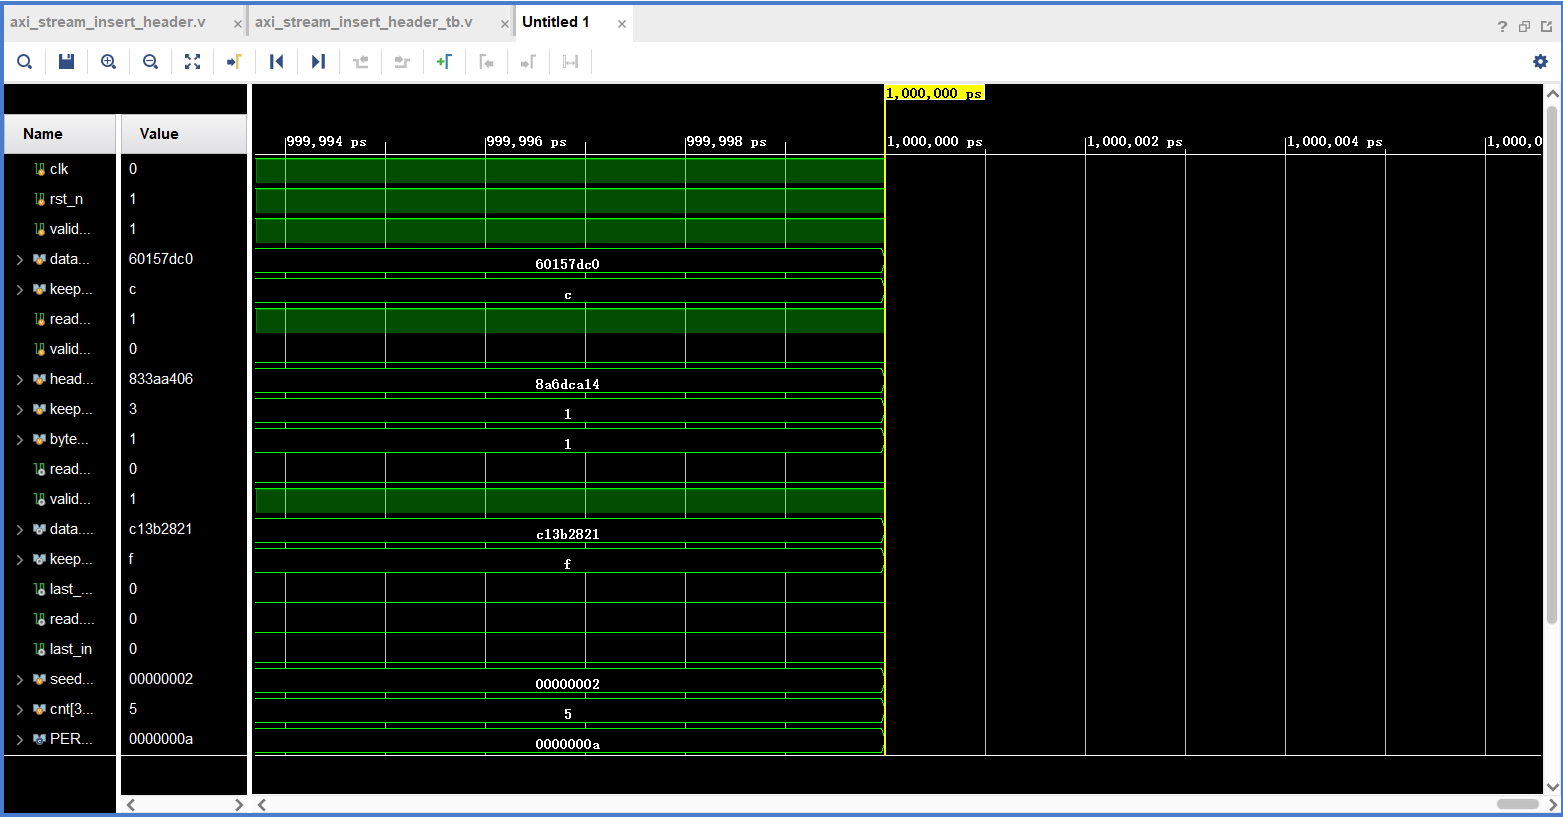 axi_stream_insert_header.v × axi_stream_insert_header_tb.v × Untitled 1 ×
1,000,000 ps
Name Value
999,994 ps 999,996 ps 999,998 ps 1,000,000 ps 1,000,002 ps 1,000,004 ps 1,000,0
clk 0
rst_n 1
valid... 1
data... 60157dc0 60157dc0
keep... c c
read... 1
valid... 0
head... 833aa406 8a6dca14
keep... 3 1
byte... 1 1
read... 0
valid... 1
data.... c13b2821 c13b2821
keep... f f
last_... 0
read.... 0
last_in 0
seed... 00000002 00000002
cnt[3... 5 5
PER... 0000000a 0000000a